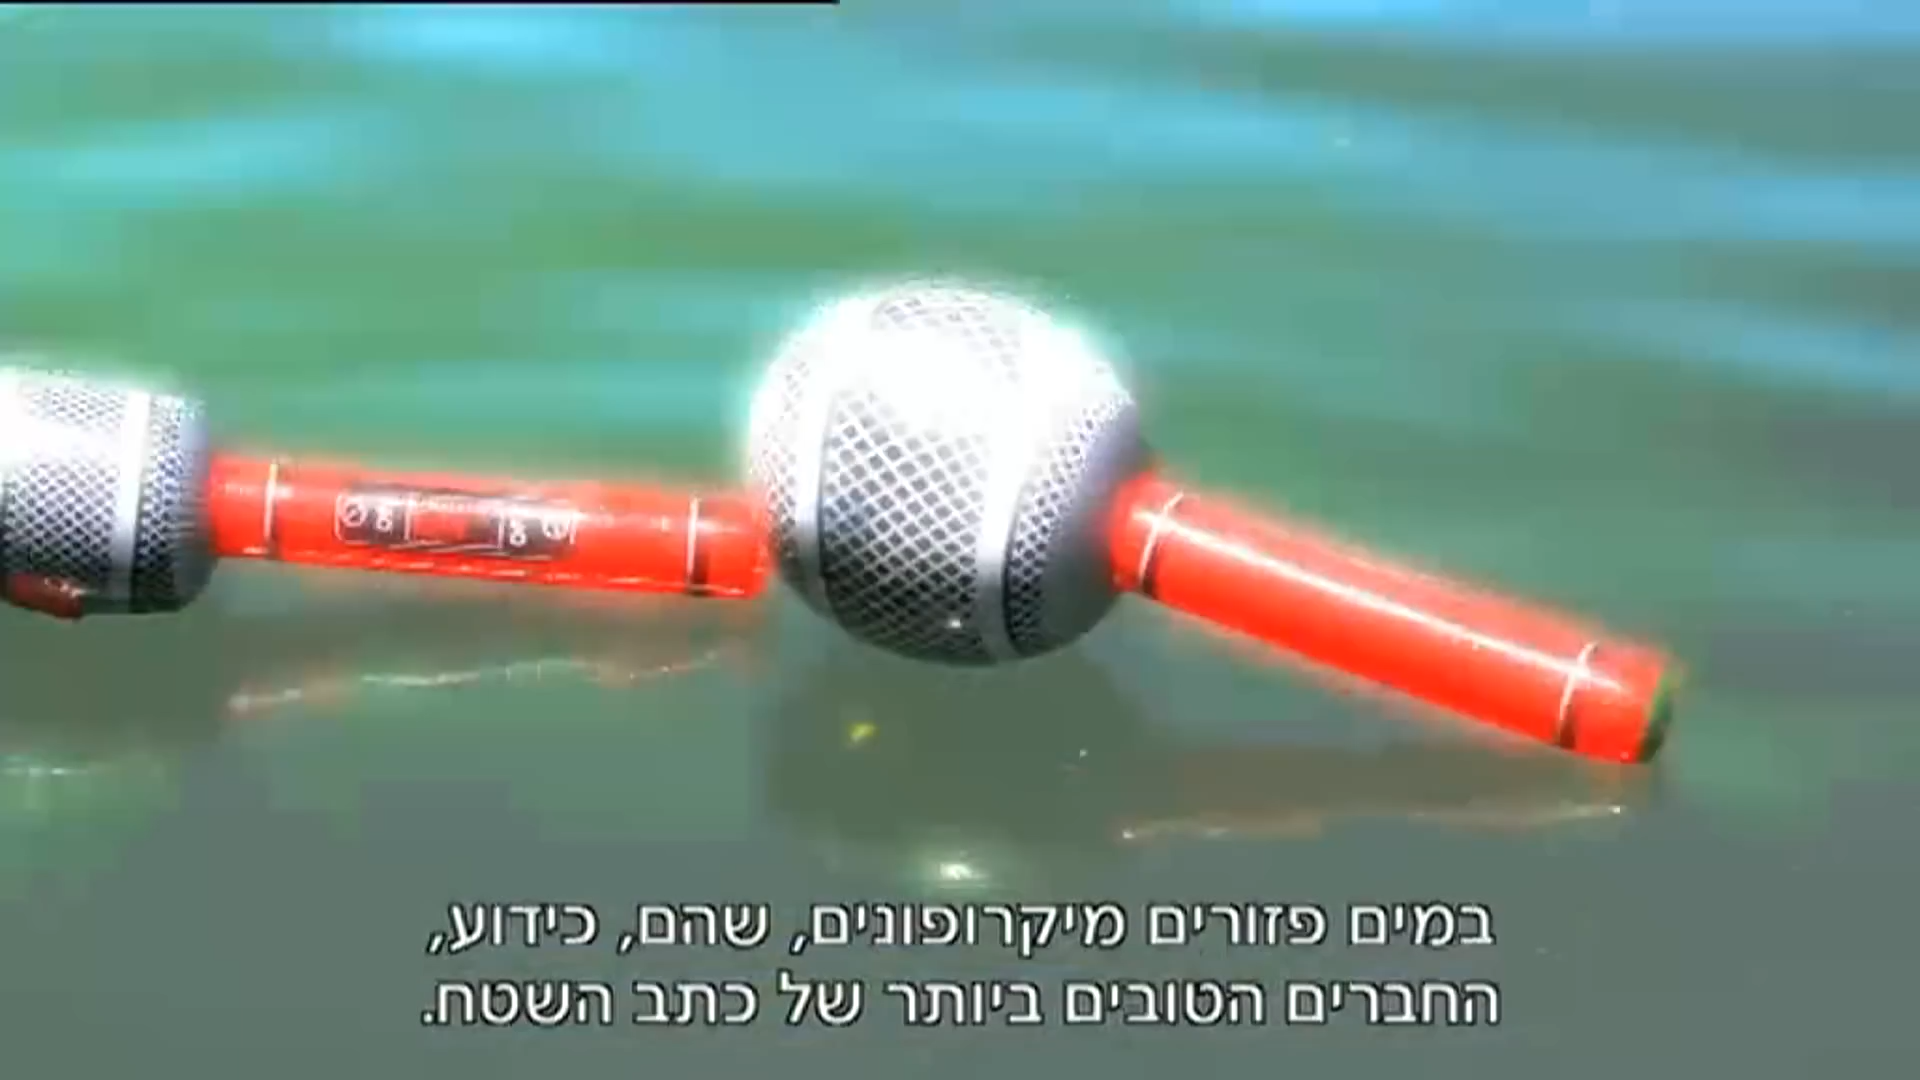 במים פזורים מיקרופונים, שהם, כידוע,
החברים הטובים ביותר של כתב השטח.